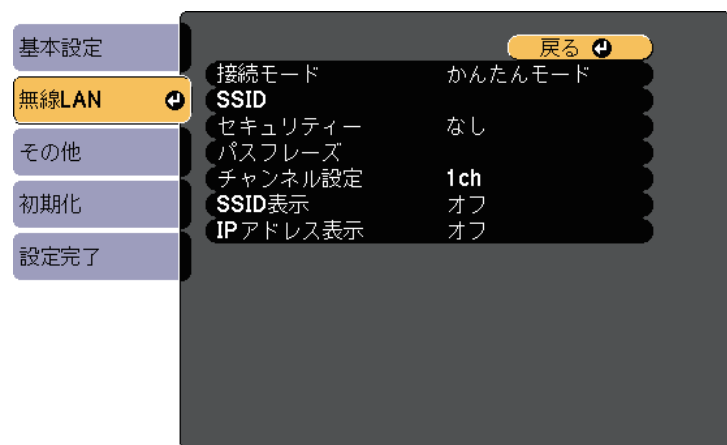 基本設定
無線LAN
その他
初期化
設定完了
戻る
接続モード かんたんモード
SSID
セキュリティー なし
パスフレーズ
チャンネル設定 1ch
SSID表示 オフ
IPアドレス表示 オフ